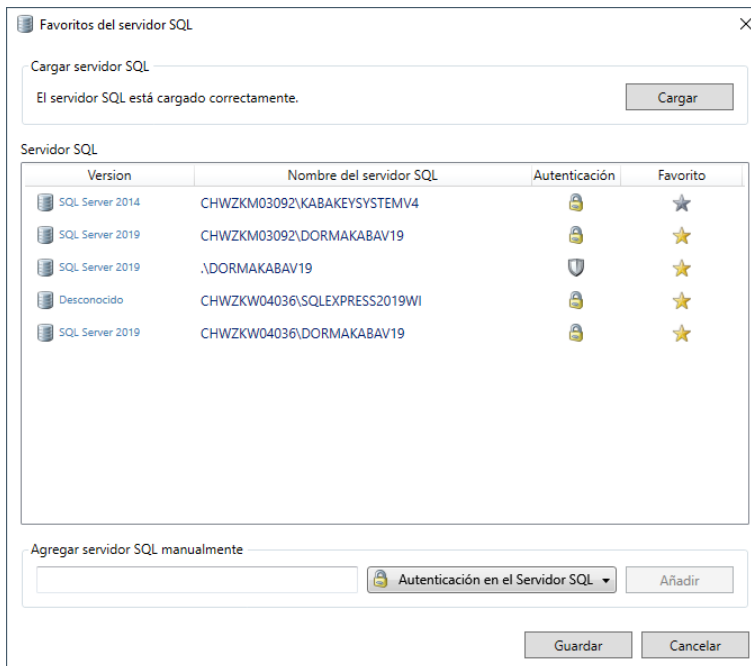 Favoritos del servidor SQL
Cargar servidor SQL
El servidor SQL está cargado correctamente.
Cargar
Servidor SQL
Version Nombre del servidor SQL Autenticación Favorito
SQL Server 2014 CHWZKM03092\KABAKEYSYSTEMV4
SQL Server 2019 CHWZKM03092\DORMAKABAV19
SQL Server 2019 .\DORMAKABAV19
Desconocido CHWZKW04036\SQLEXPRESS2019WI
SQL Server 2019 CHWZKW04036\DORMAKABAV19
Agregar servidor SQL manualmente
Autenticación en el Servidor SQL Añadir
Guardar Cancelar